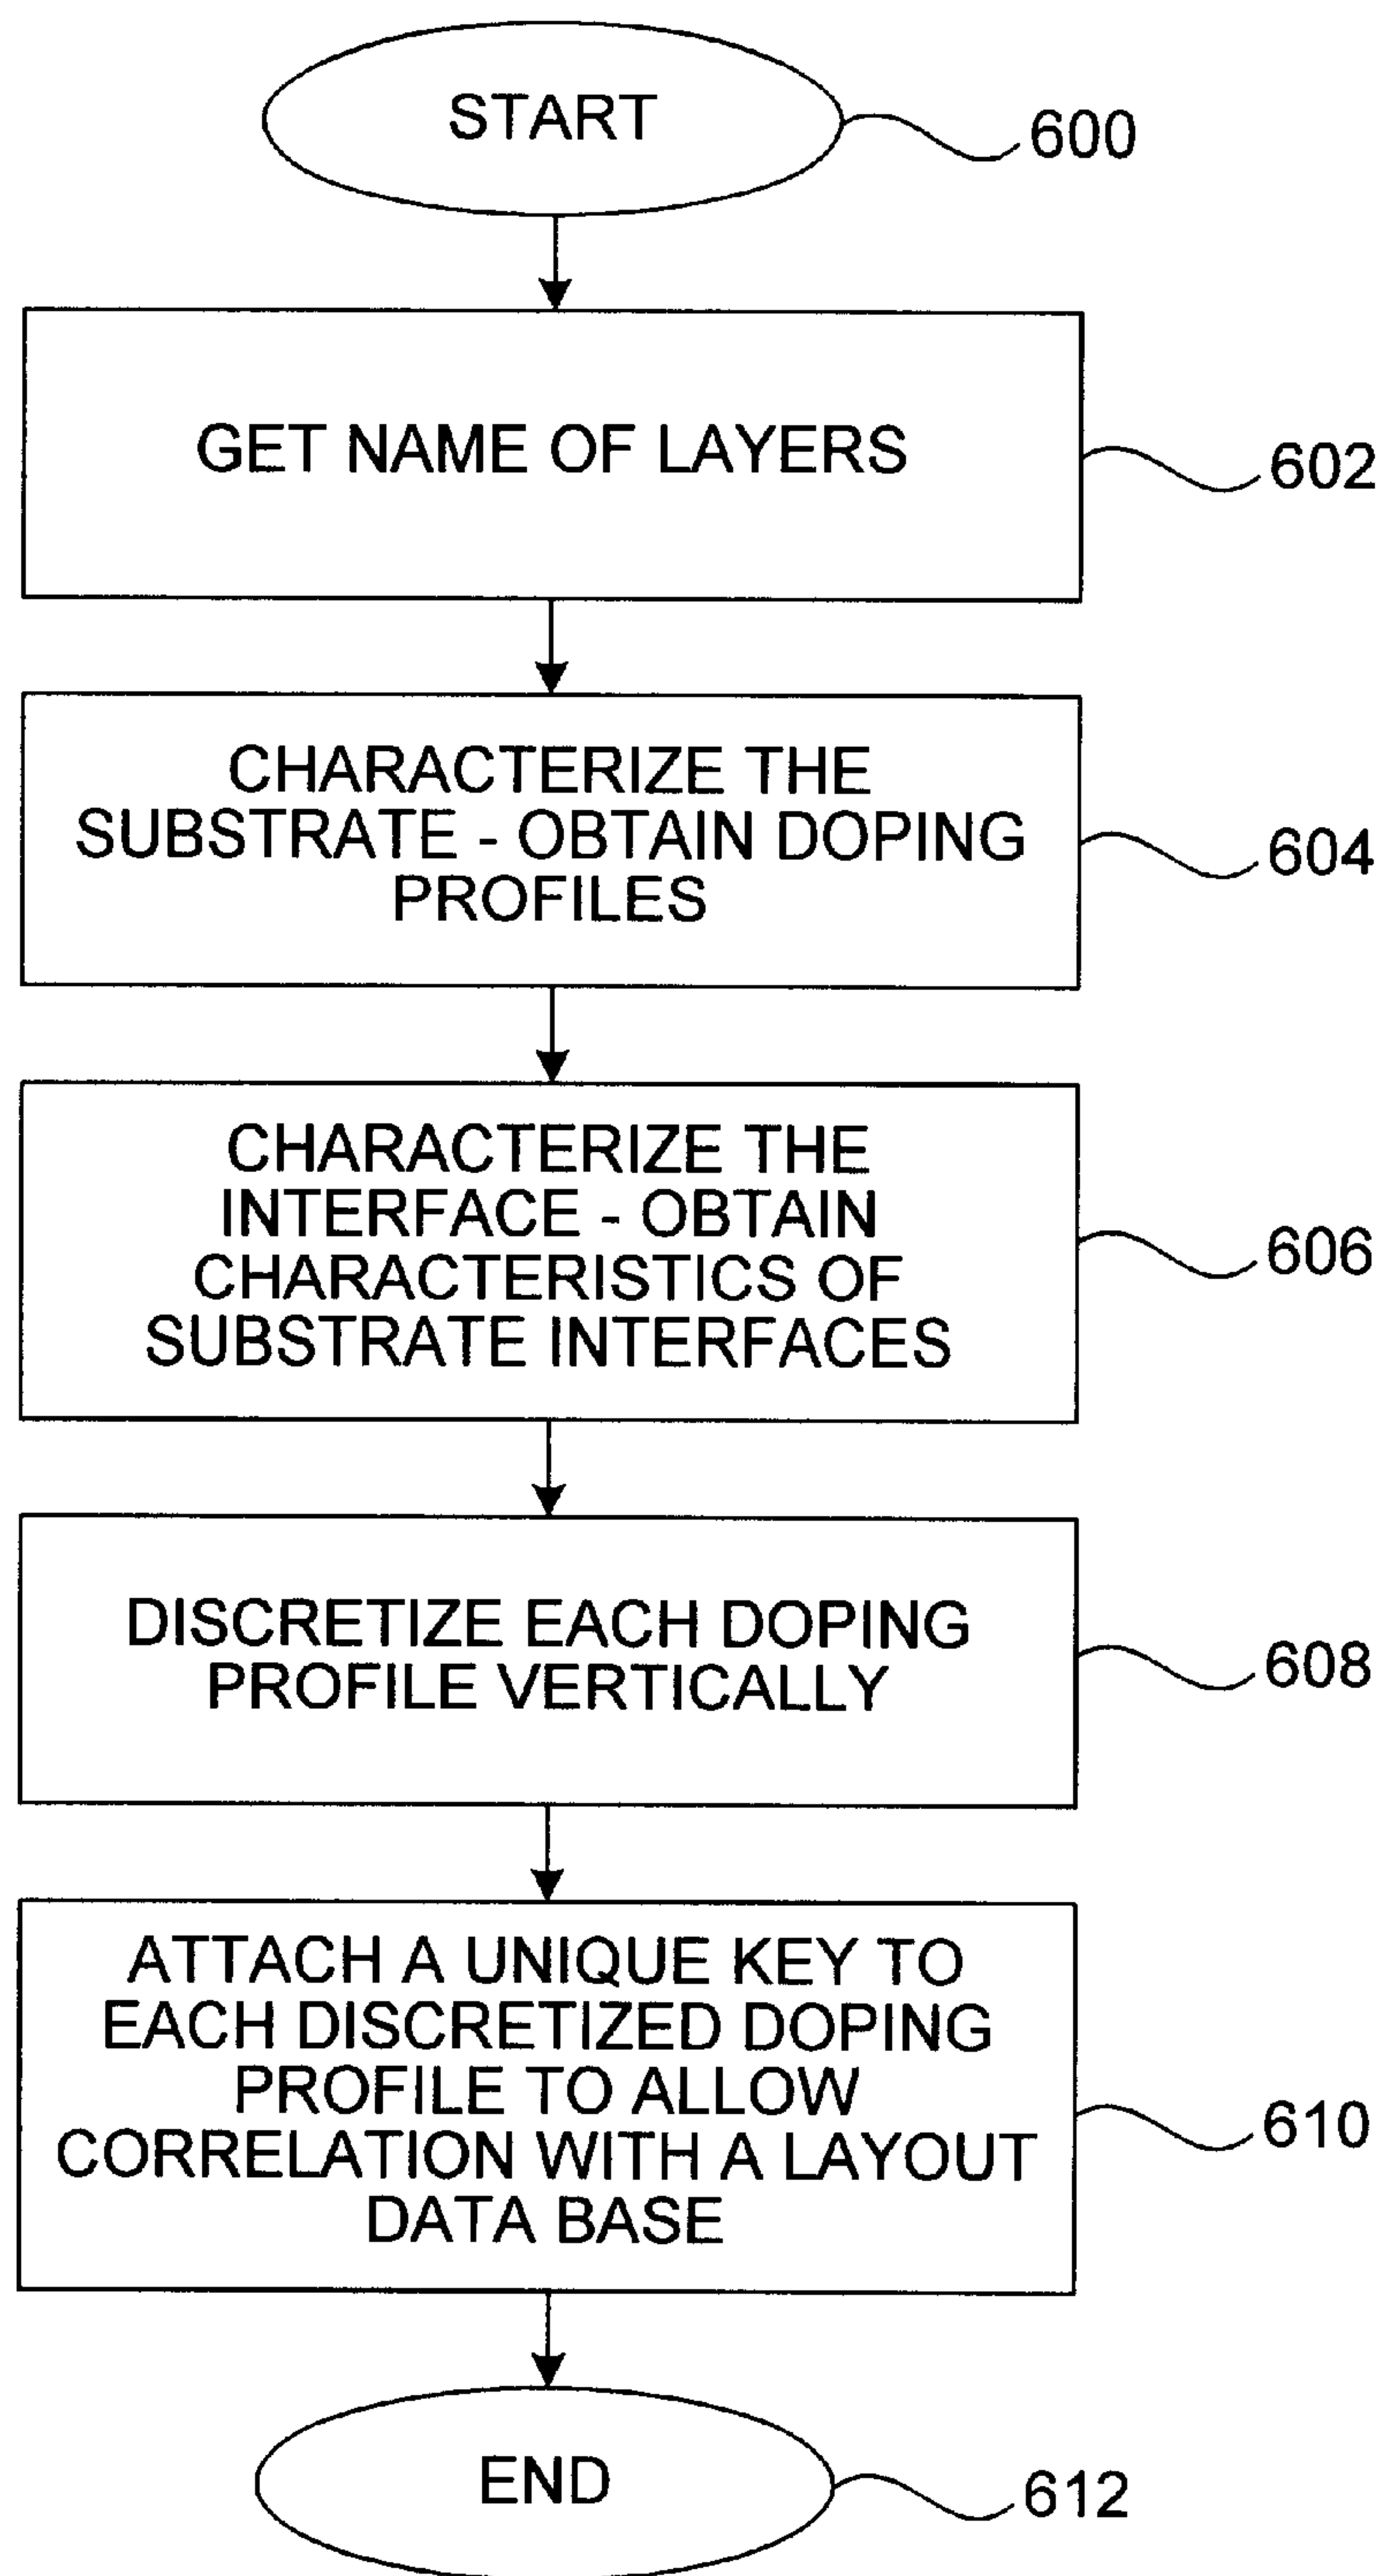 START
600
GET NAME OF LAYERS
602
CHARACTERIZE THE
SUBSTRATE - OBTAIN DOPING
PROFILES
604
CHARACTERIZE THE
INTERFACE - OBTAIN
CHARACTERISTICS OF
SUBSTRATE INTERFACES
606
DISCRETIZE EACH DOPING
PROFILE VERTICALLY
608
ATTACH A UNIQUE KEY TO
EACH DISCRETIZED DOPING
PROFILE TO ALLOW
CORRELATION WITH A LAYOUT
DATA BASE
610
END
612